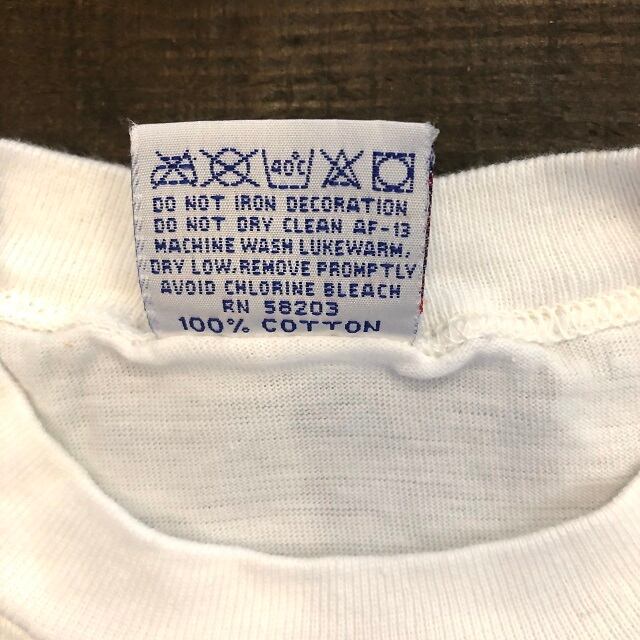 40°C
DO NOT IRON DECORATION
DO NOT DRY CLEAN AF-13
MACHINE WASH LUKEWARM.
DRY LOW.REMOVE PROMPTLY
AVOID CHLORINE BLEACH
RN 58203
100% COTTON